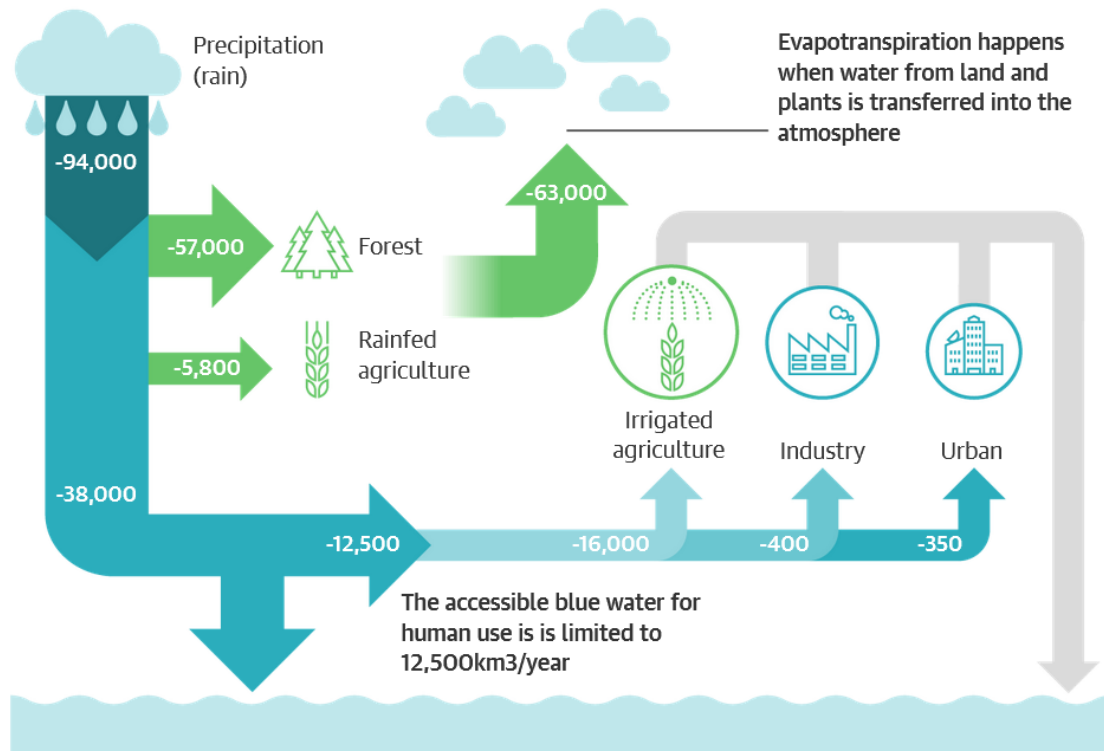 Precipitation
(rain)
Evapotranspiration happens
when water from land and
plants is transferred into the
atmosphere
-94,000
-63,000
-57,000
Forest
-5,800
Rainfed
agriculture
Irrigated
agriculture
Industry
Urban
-38,000
-12,500
-16,000
-400
-350
The accessible blue water for
human use is is limited to
12,500km3/year